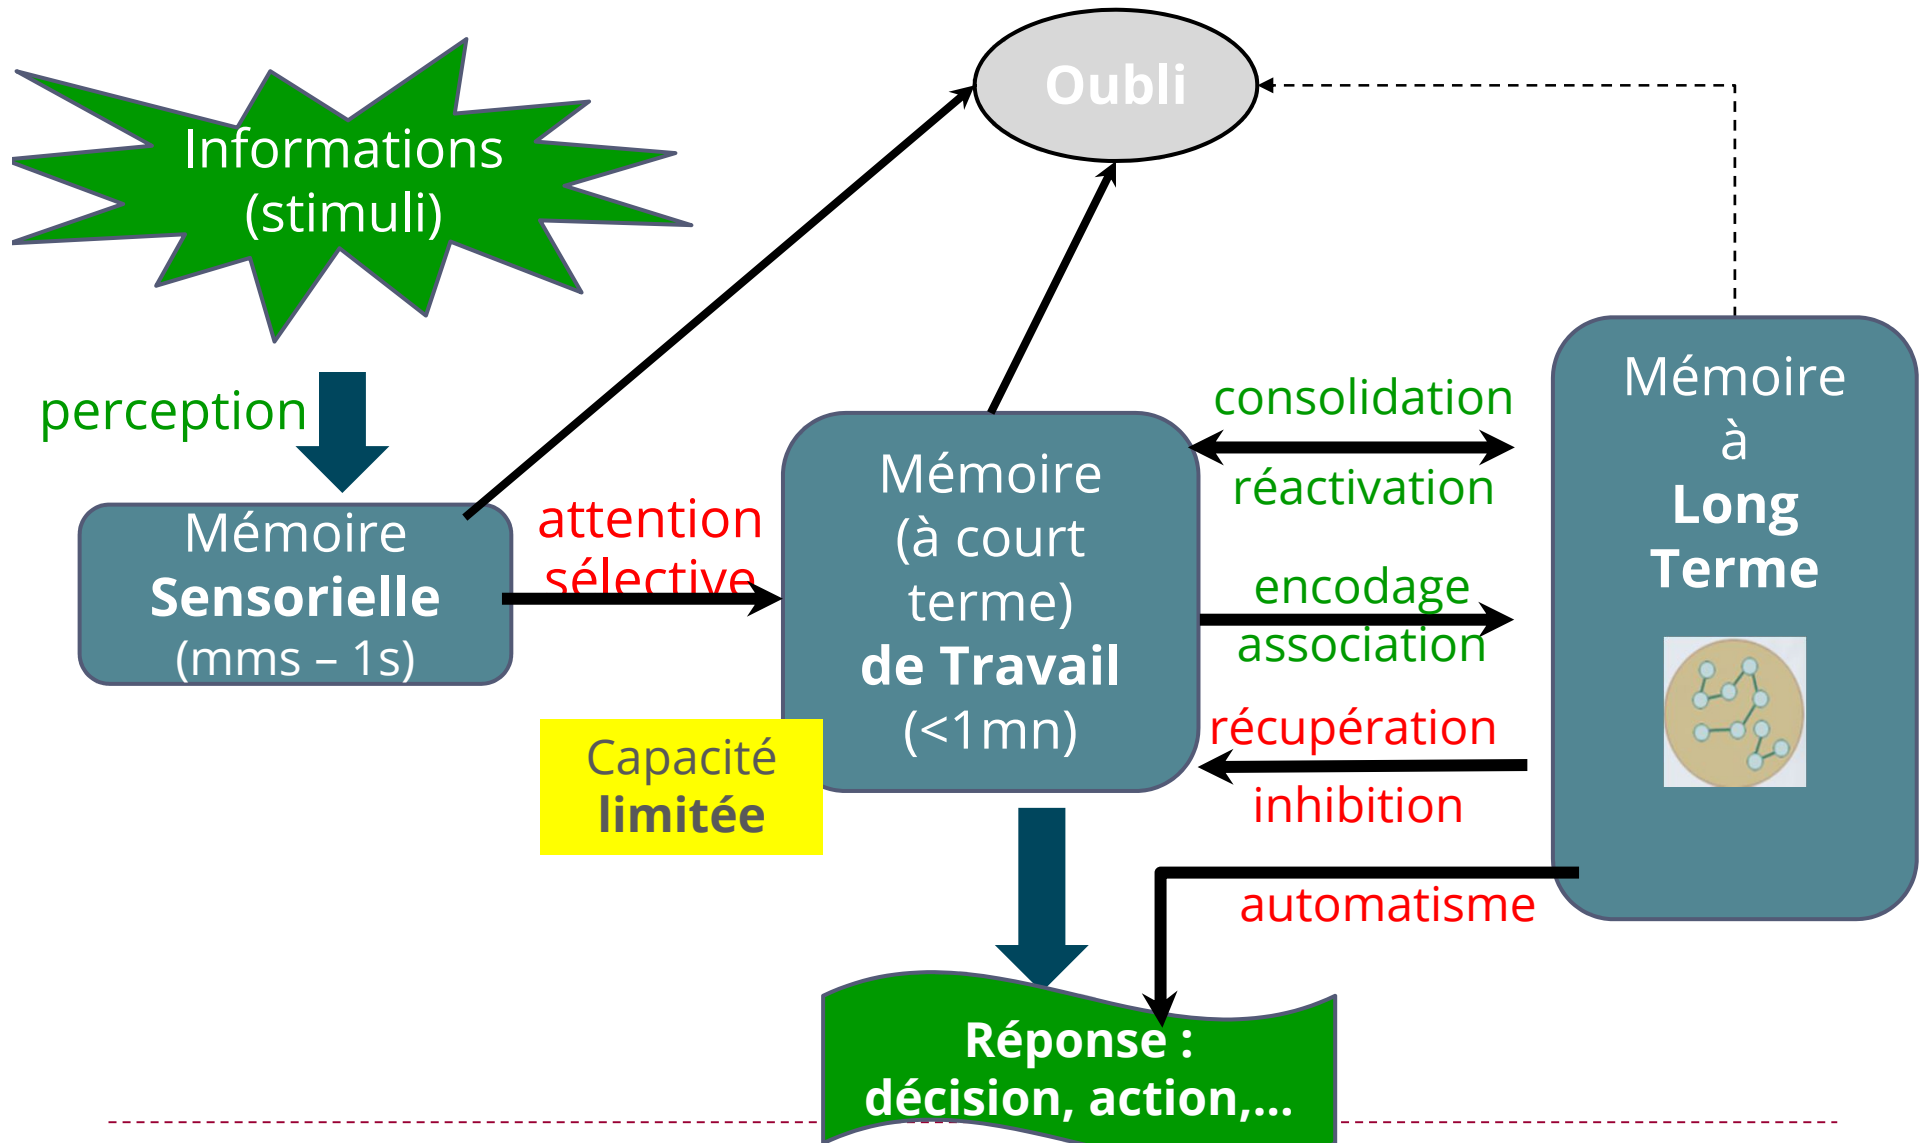 Oubli
Informations
(stimuli)
perception
Mémoire
Sensorielle
(mms – 1s)
attention
sélective
Mémoire
(à court
terme)
de Travail
(<1mn)
Capacité
limitée
consolidation
réactivation
encodage
association
récupération
inhibition
automatisme
Mémoire
à
Long
Terme
Réponse :
décision, action,...